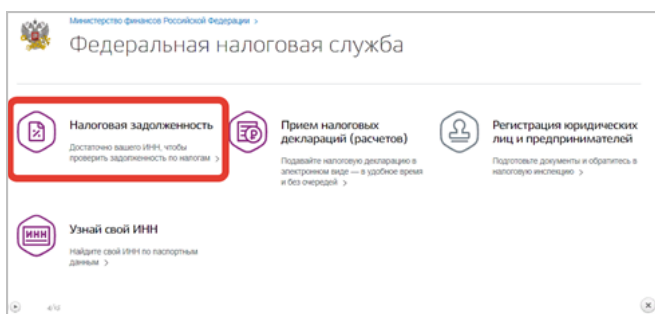 Министерство финансов Российской Федерации >
Федеральная налоговая служба
Налоговая задолженность
Достаточно вашего ИНН, чтобы
проверить задолженность по налогам >
Прием налоговых
деклараций (расчетов)
Подавайте налоговую декларацию в
электронном виде — в удобное время
и без очередей >
Регистрация юридических
лиц и предпринимателей
Подготовьте документы и обратитесь в
налоговую инспекцию >
ИНН
Узнай свой ИНН
Найдите свой ИНН по паспортным
данным >